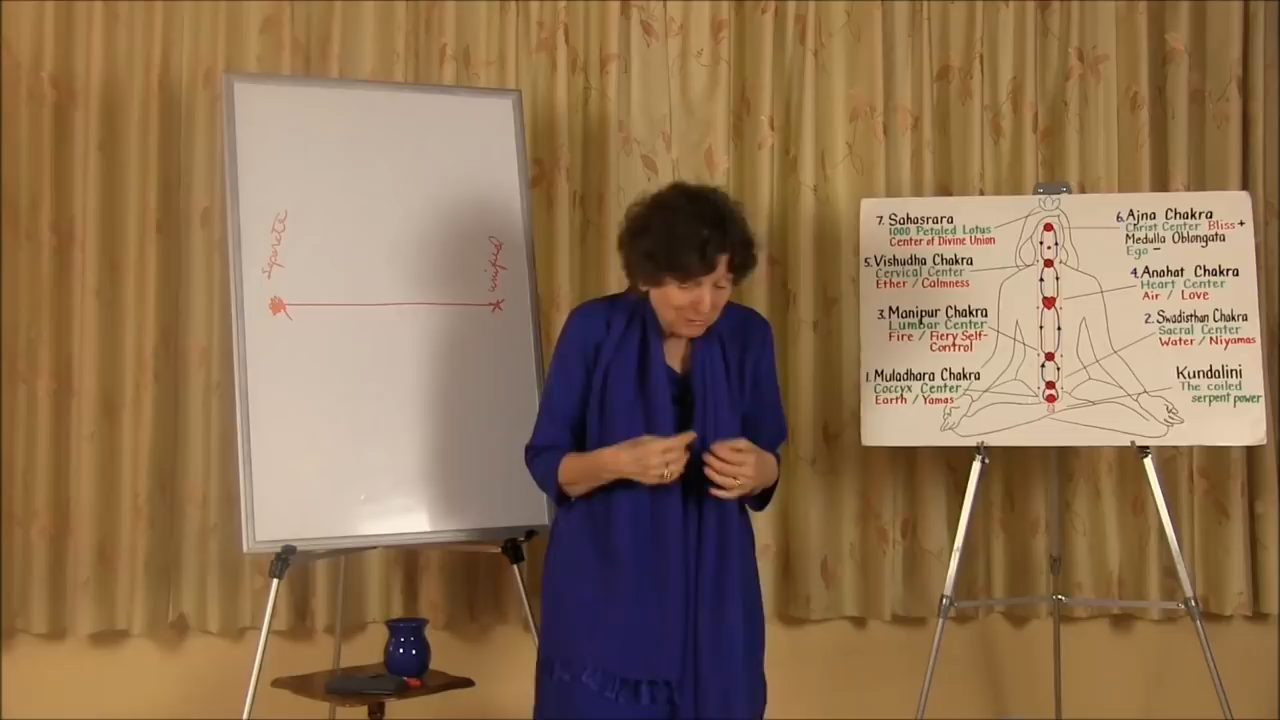 separate
unified
7. Sahasrara
1000 Petaled Lotus
Center of Divine Union
6. Ajna Chakra
Christ Center Bliss +
Medulla Oblongata
Ego -
5. Vishudha Chakra
Cervical Center
Ether / Calmness
4. Anahat Chakra
Heart Center
Air / Love
3. Manipur Chakra
Lumbar Center
Fire / Fiery Self-
Control
2. Swadisthan Chakra
Sacral Center
Water / Niyamas
1. Muladhara Chakra
Coccyx Center
Earth / Yamas
Kundalini
The coiled
serpent power